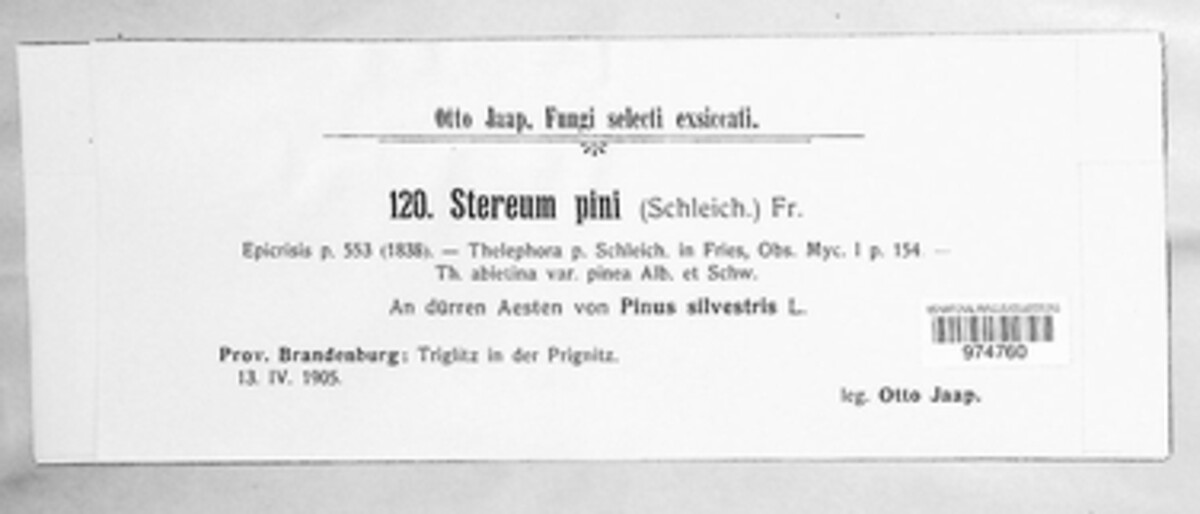 Otto Jaap. Fungi selecti exsiccati.
120. Stereum pini (Schleich.) Fr.
Epicrisis p. 553 (1838). — Thelephora p. Schleich. in Fries, Obs. Myc. I p. 154 —
Th. abietina var. pinea Alb. et Schw.
An dürren Aesten von Pinus silvestris L.
974760
Prov. Brandenburg: Triglitz in der Prignitz.
13. IV. 1905.
leg. Otto Jaap.